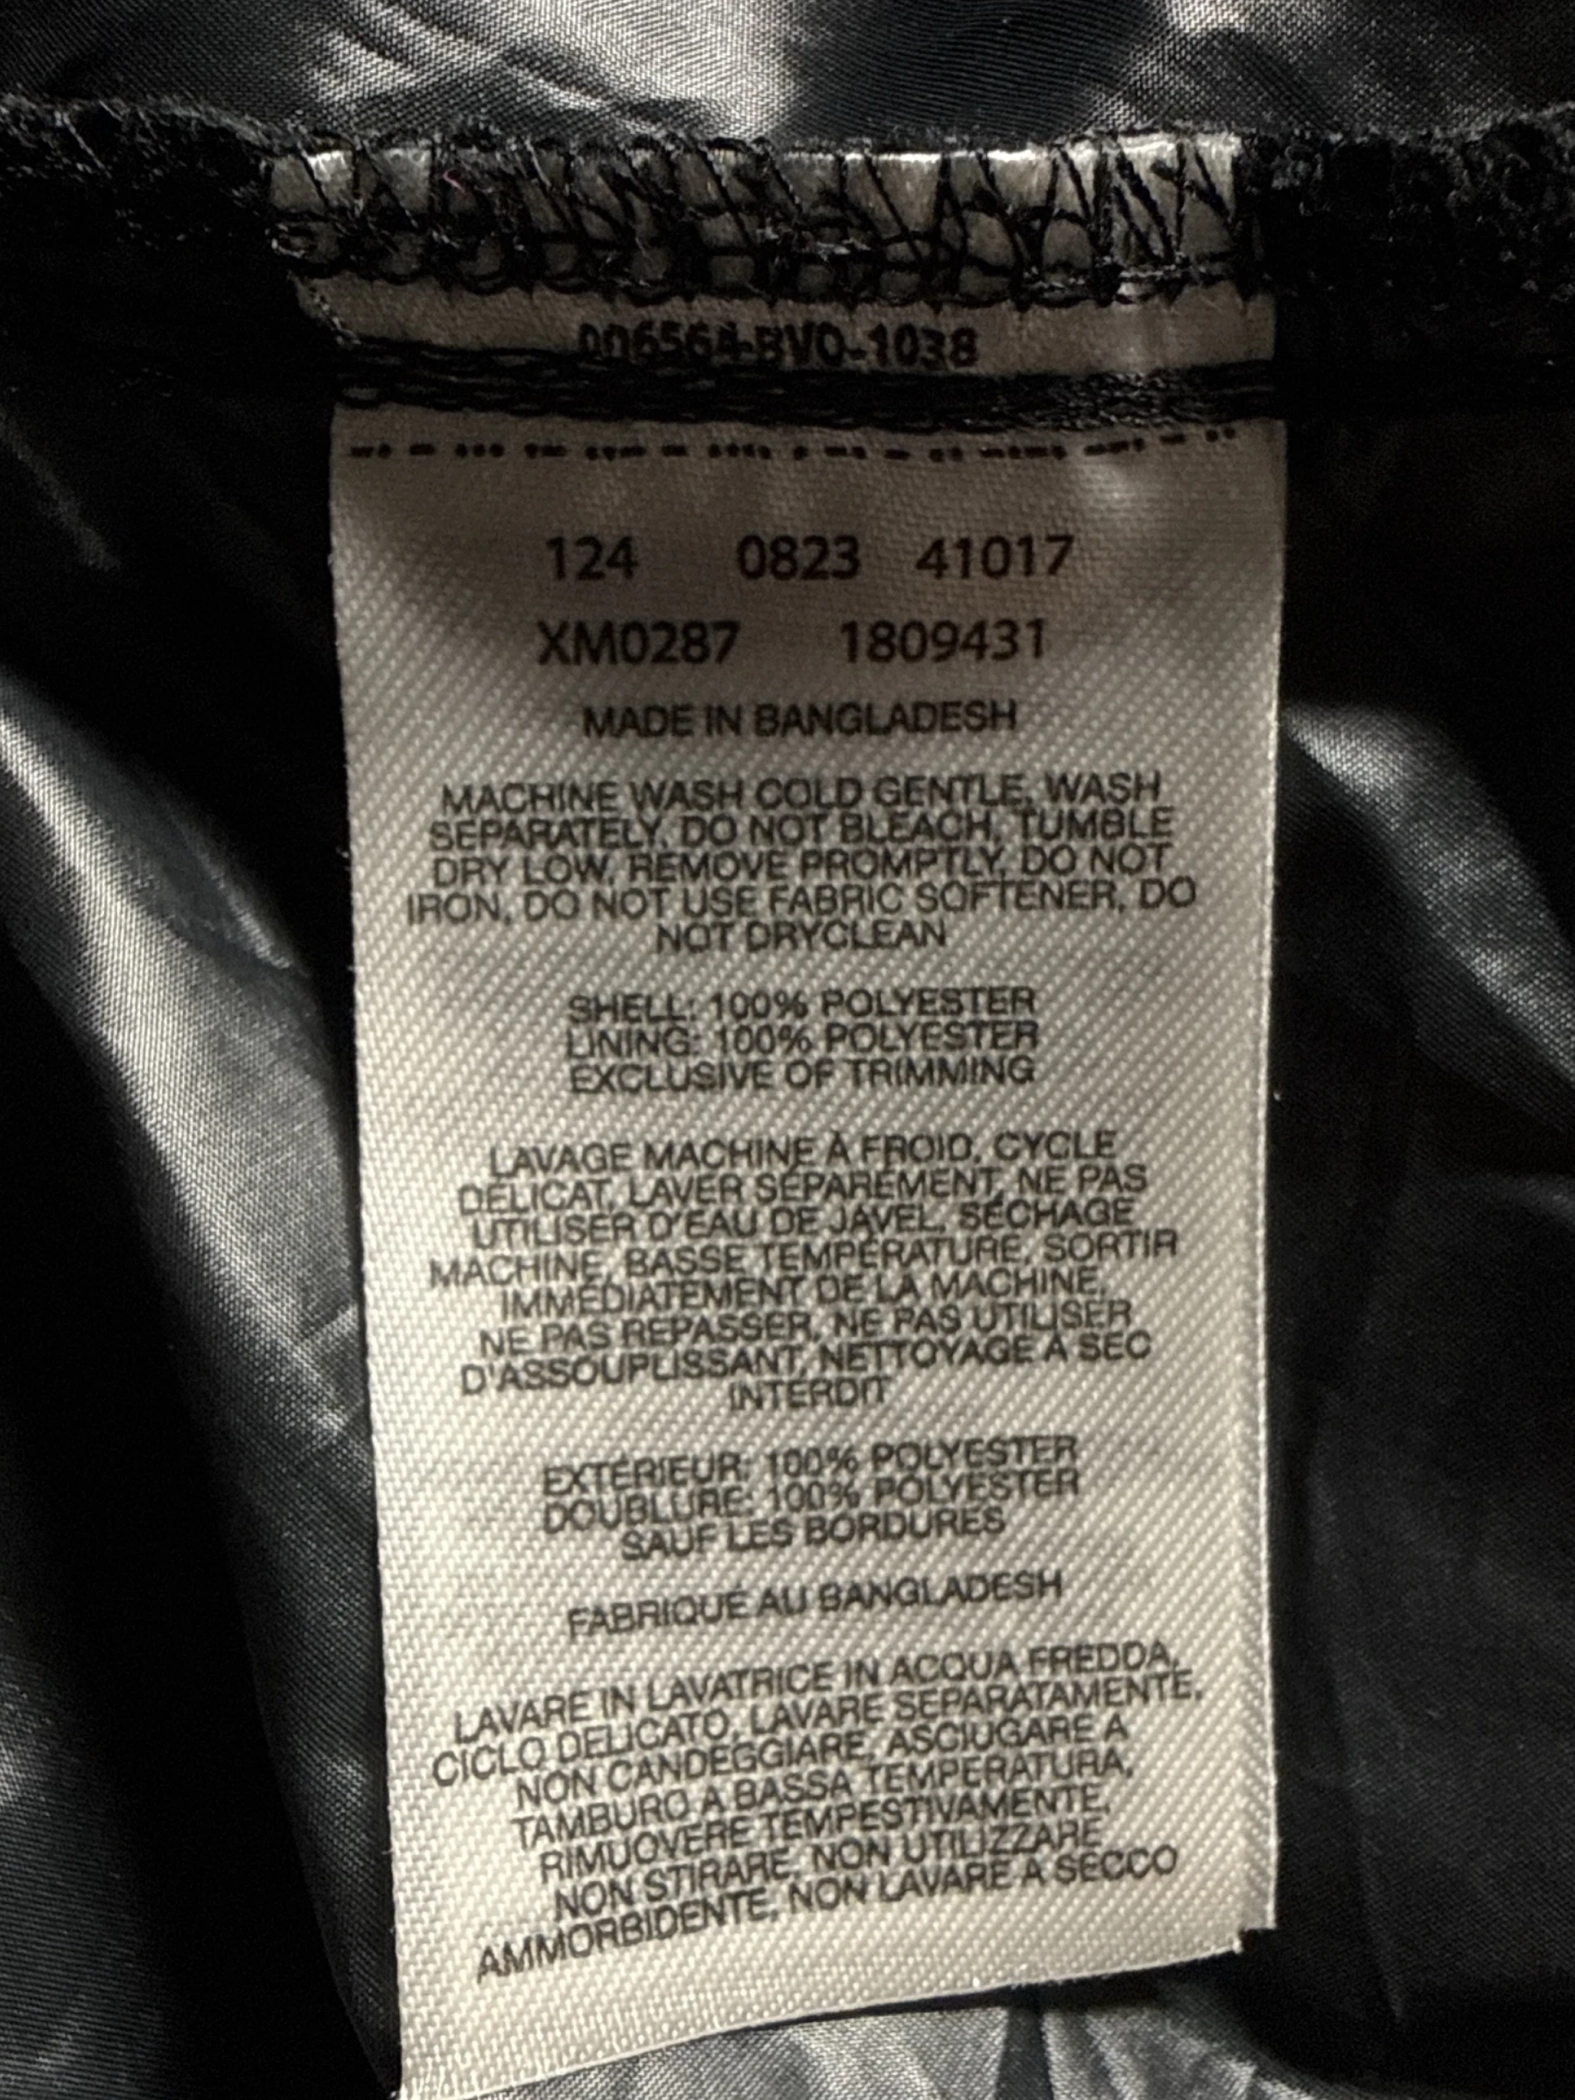 006564-BV0-1038
124 0823 41017
XM0287 1809431
MADE IN BANGLADESH
MACHINE WASH COLD GENTLE, WASH
SEPARATELY, DO NOT BLEACH, TUMBLE
DRY LOW, REMOVE PROMPTLY, DO NOT
IRON, DO NOT USE FABRIC SOFTENER, DO
NOT DRYCLEAN
SHELL: 100% POLYESTER
LINING: 100% POLYESTER
EXCLUSIVE OF TRIMMING
LAVAGE MACHINE À FROID, CYCLE
DÉLICAT, LAVER SÉPARÉMENT, NE PAS
UTILISER D'EAU DE JAVEL, SÉCHAGE
MACHINE, BASSE TEMPÉRATURE, SORTIR
IMMÉDIATEMENT DE LA MACHINE,
NE PAS REPASSER, NE PAS UTILISER
D'ASSOUPLISSANT, NETTOYAGE À SEC
INTERDIT
EXTÉRIEUR: 100% POLYESTER
DOUBLURE: 100% POLYESTER
SAUF LES BORDURES
FABRIQUÉ AU BANGLADESH
LAVARE IN LAVATRICE IN ACQUA FREDDA,
CICLO DELICATO, LAVARE SEPARATAMENTE,
NON CANDEGGIARE, ASCIUGARE A
TAMBURO A BASSA TEMPERATURA,
RIMUOVERE TEMPESTIVAMENTE,
NON STIRARE, NON UTILIZZARE
AMMORBIDENTE, NON LAVARE A SECCO